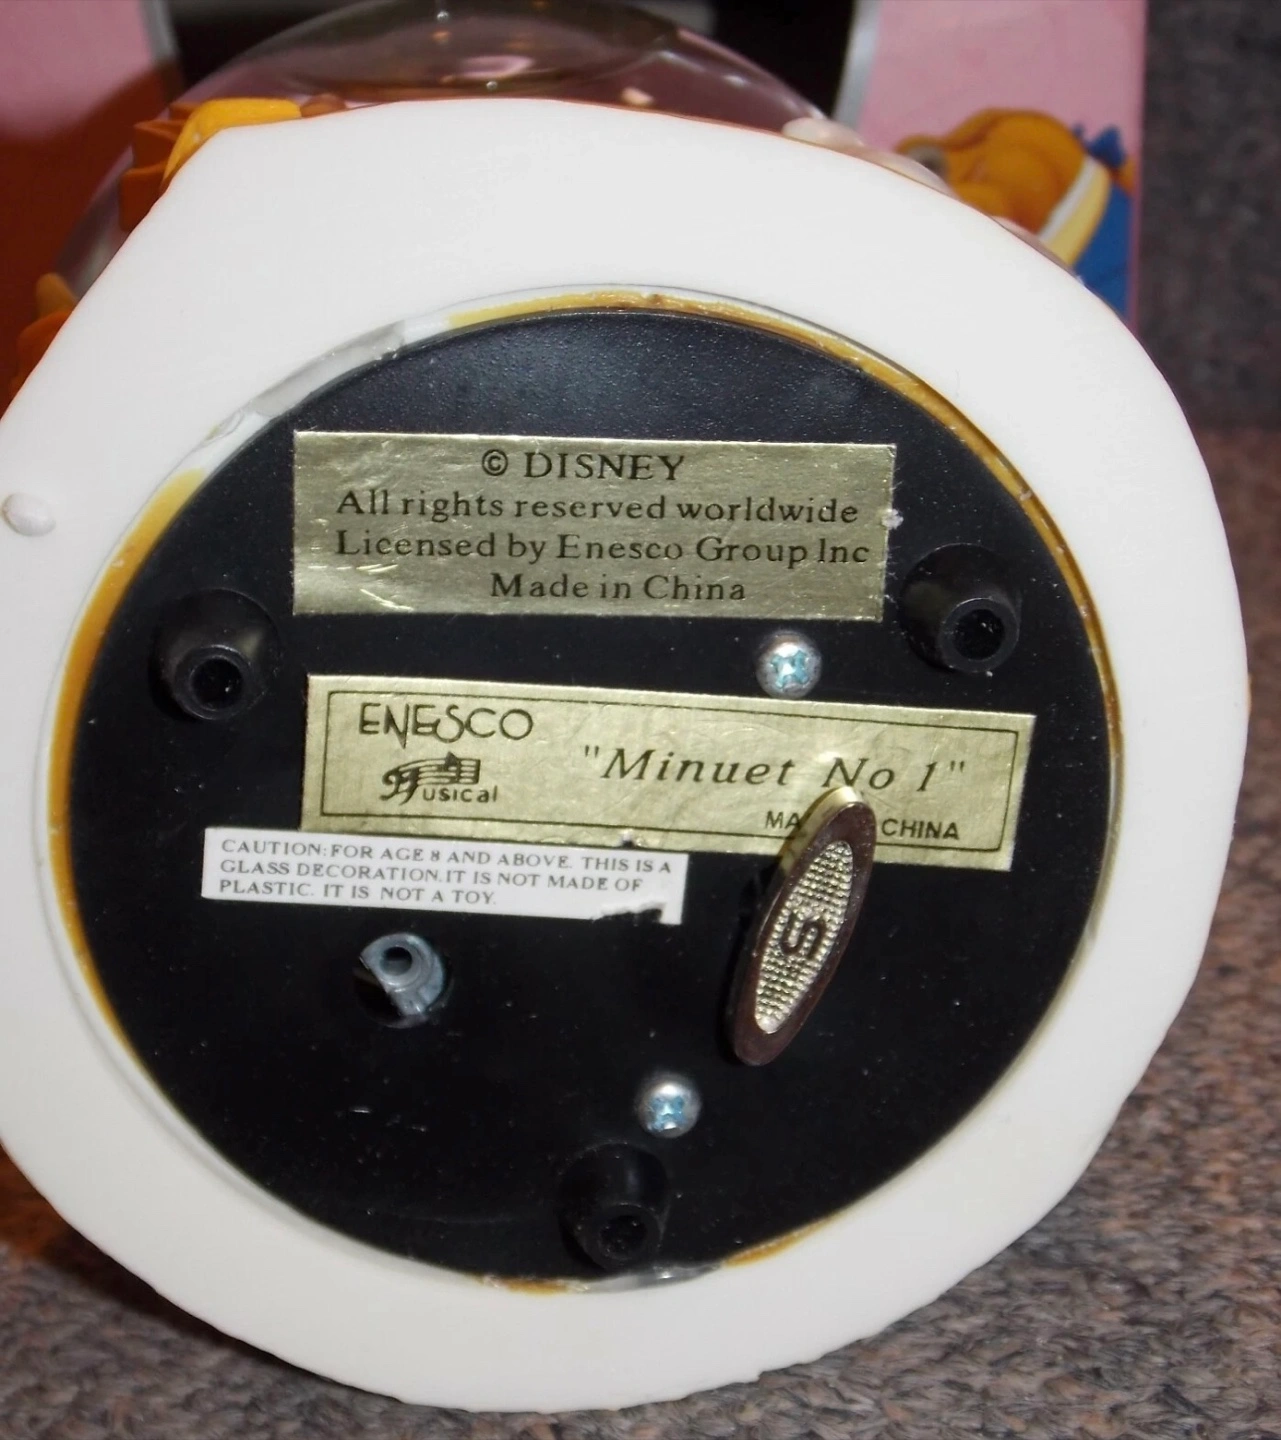 © DISNEY
All rights reserved worldwide
Licensed by Enesco Group Inc
Made in China
ENESCO
Musical
"Minuet No 1"
CHINA
CAUTION: FOR AGE 8 AND ABOVE. THIS IS A
GLASS DECORATION. IT IS NOT MADE OF
PLASTIC. IT IS NOT A TOY.
S